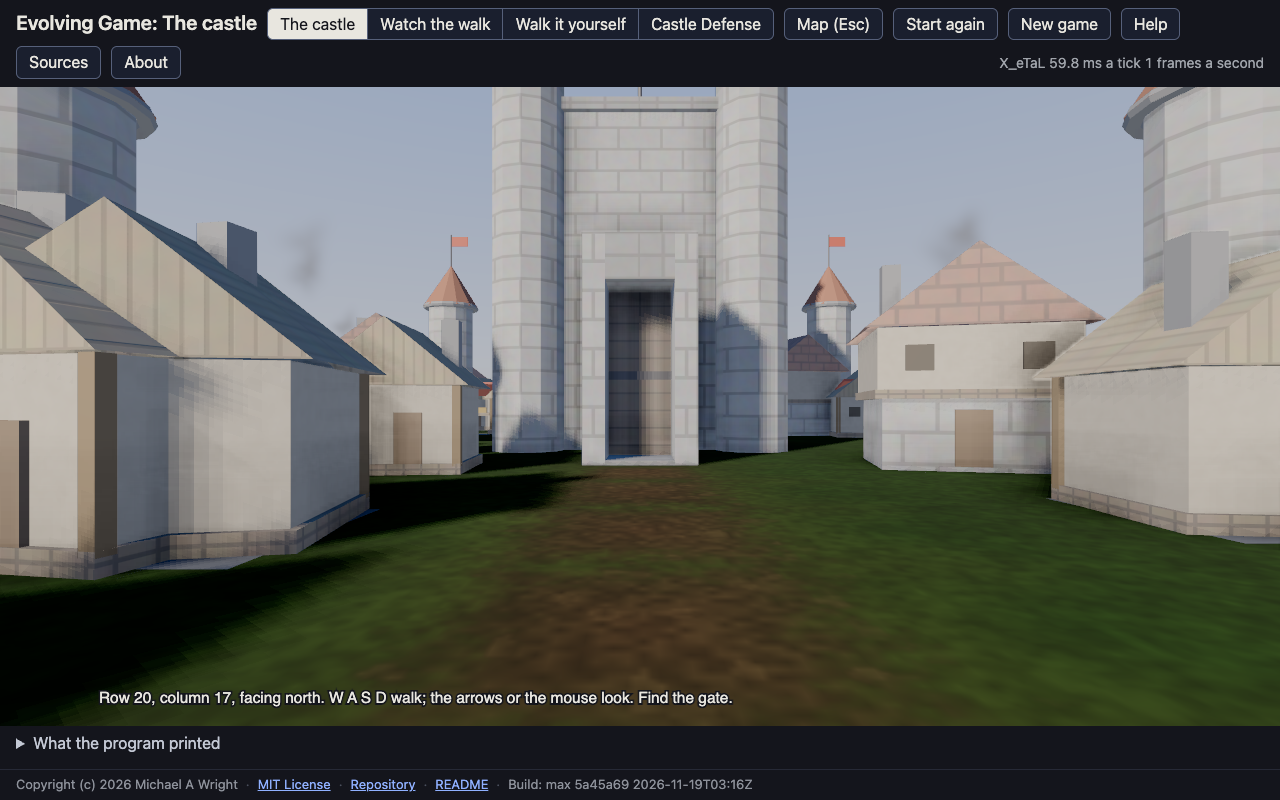 Evolving Game: The castle
The castle
Watch the walk
Walk it yourself
Castle Defense
Map (Esc)
Start again
New game
Help
Sources
About
X_eTaL 59.8 ms a tick 1 frames a second
Row 20, column 17, facing north. W A S D walk; the arrows or the mouse look. Find the gate.
▶ What the program printed
Copyright (c) 2026 Michael A Wright · MIT License · Repository · README · Build: max 5a45a69 2026-11-19T03:16Z